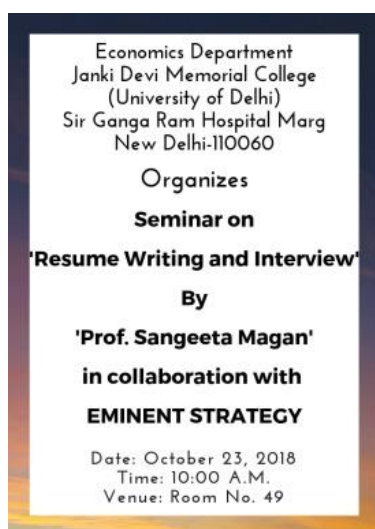 Economics Department
Janki Devi Memorial College
(University of Delhi)
Sir Ganga Ram Hospital Marg
New Delhi-110060
Organizes
Seminar on
'Resume Writing and Interview'
By
'Prof. Sangeeta Magan'
in collaboration with
EMINENT STRATEGY
Date: October 23, 2018
Time: 10:00 A.M.
Venue: Room No. 49